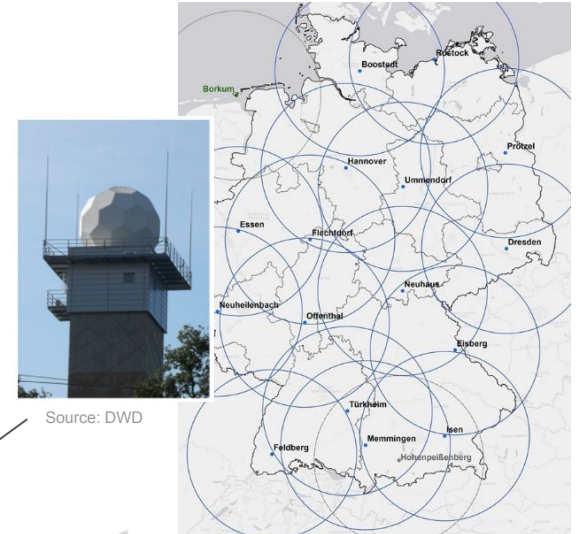 Rostock
Boostedt
Borkum
Prötzel
Hannover
Ummendorf
Essen
Flechtdorf
Dresden
Neuhaus
Neuheilenbach
Offenthal
Eisberg
Türkheim
Isen
Memmingen
Feldberg
Hohenpeißenberg
Source: DWD